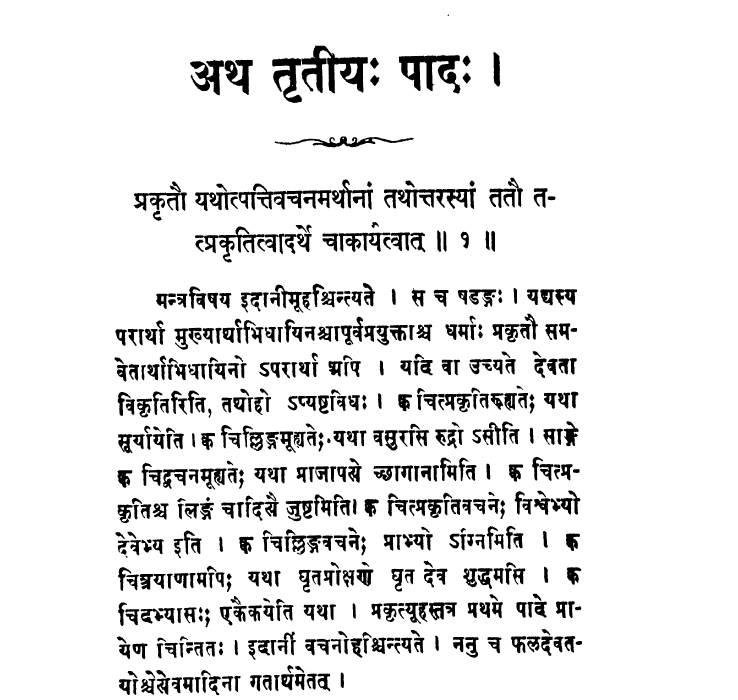 अथ तृतीयः पादः ।
प्रकृतौ यथोत्पत्तिवचनमर्थानां तथोत्तरस्यां ततौ त-
त्प्रकृतित्वादर्थे चाकार्यत्वात् ॥ १ ॥
मन्त्रविषय इदानीमूहश्चिन्त्यते । स च षडङ्गः । यद्यस्य
परार्था मुख्यार्थाभिधायिनश्चापूर्वप्रयुक्ताश्च धर्माः प्रकृतौ सम-
वेतार्थाभिधायिनो ऽपरार्था अपि । यदि वा उच्यते देवता
विकृतिरिति, तथोहो ऽप्यष्टविधः । क्व चित्प्रकृतिरूह्यते; यथा
सूर्यायेति । क्व चिल्लिङ्गमूह्यते; यथा वसुरसि रुद्रो ऽसीति । साङ्गे
क्व चिद्वचनमूह्यते; यथा प्राजापत्ये च्छागानामिति । क्व चित्प्र-
कृतिश्च लिङ्गं चादित्यै जुष्टमिति। क्व चित्प्रकृतिवचने; विश्वेभ्यो
देवेभ्य इति । क्व चिल्लिङ्गवचने; प्राभ्यो ऽग्निमिति । क्व
चित्त्रयाणामपि; यथा घृतप्रोक्षणे घृत देव शुद्धमसि । क्व
चिदभ्यासः; एकैकयेति यथा । प्रकृत्यूहस्तत्र प्रथमे पादे प्रा-
येण चिन्तितः । इदानीं वचनोहश्चिन्त्यते । ननु च फलदेवत-
योश्चेत्येवमादिना गतार्थमेतत् ।